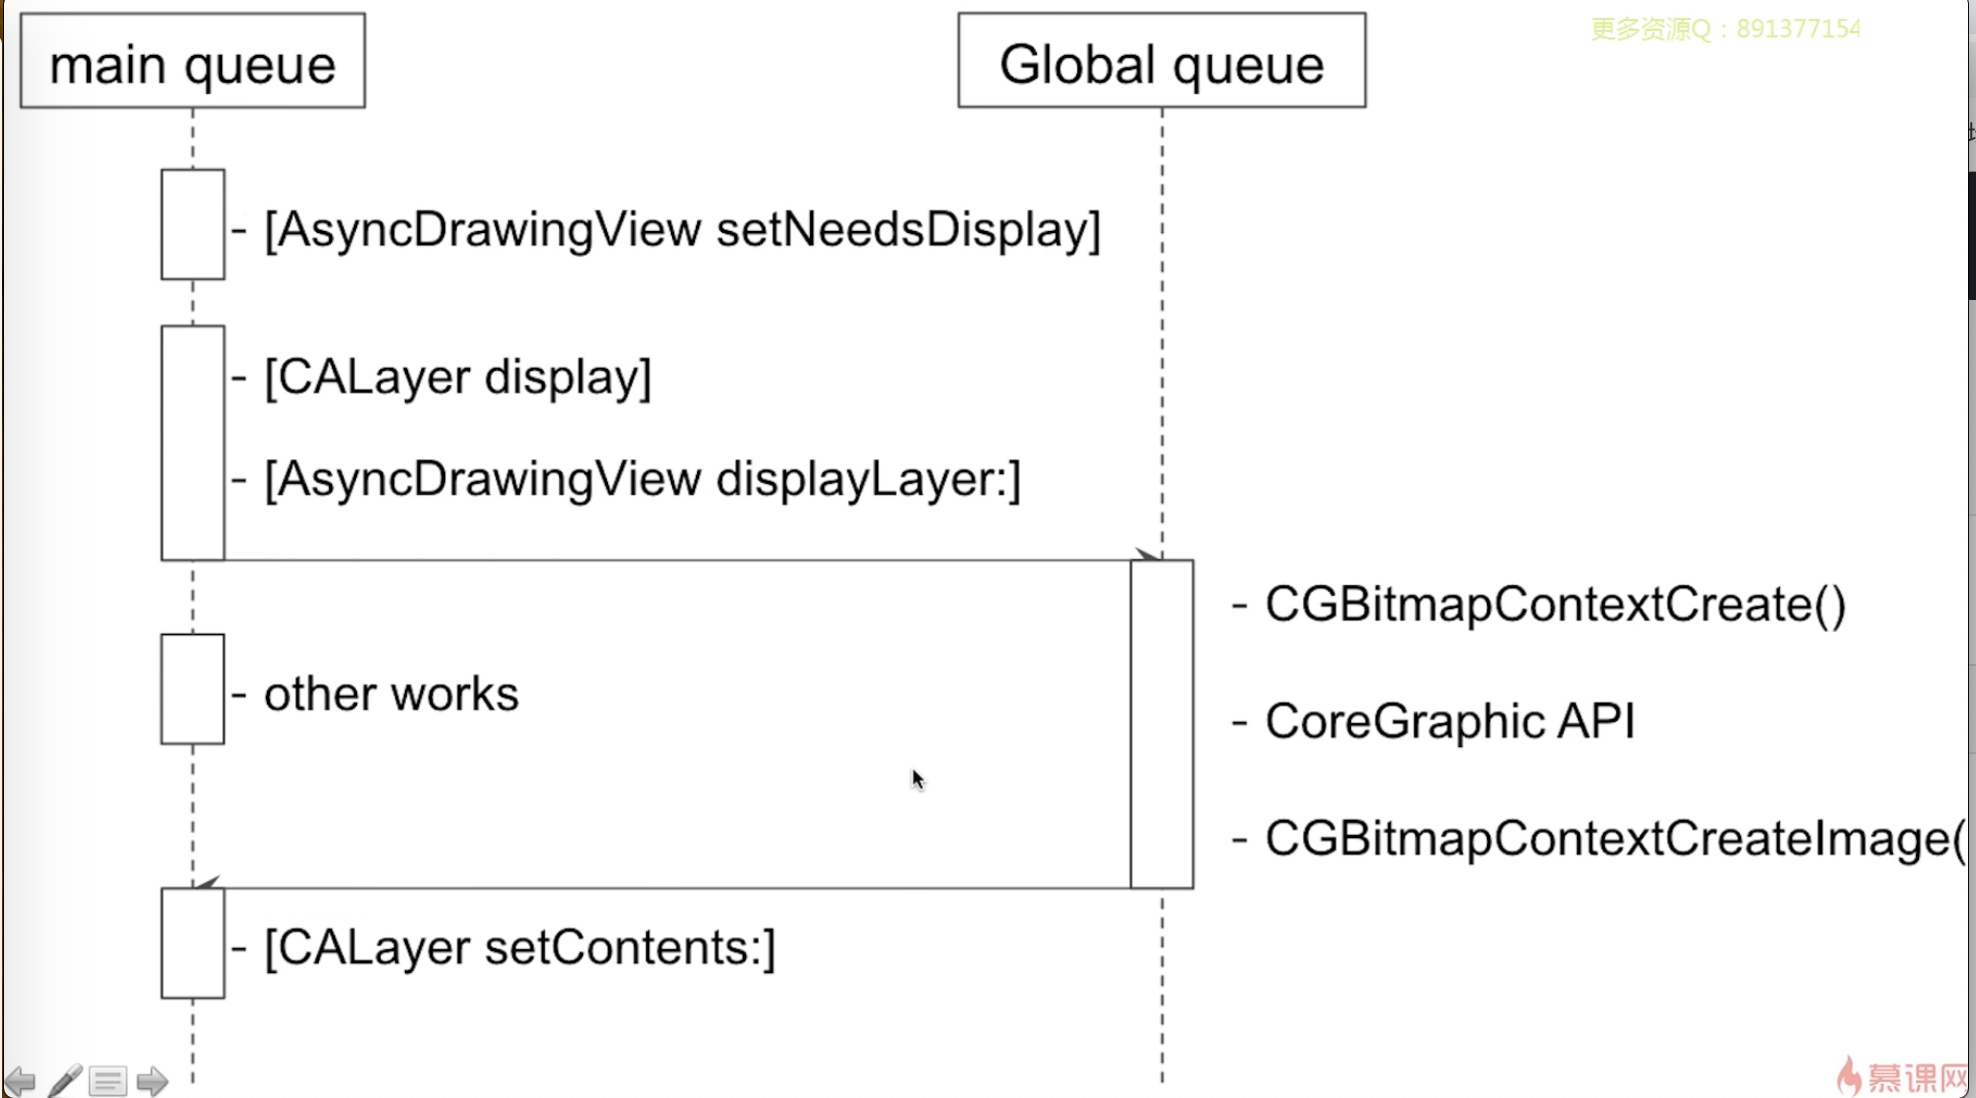 更多资源Q：891377154
main queue
Global queue
- [AsyncDrawingView setNeedsDisplay]
- [CALayer display]
- [AsyncDrawingView displayLayer:]
- CGBitmapContextCreate()
- other works
- CoreGraphic API
- CGBitmapContextCreateImage(
- [CALayer setContents:]
慕课网